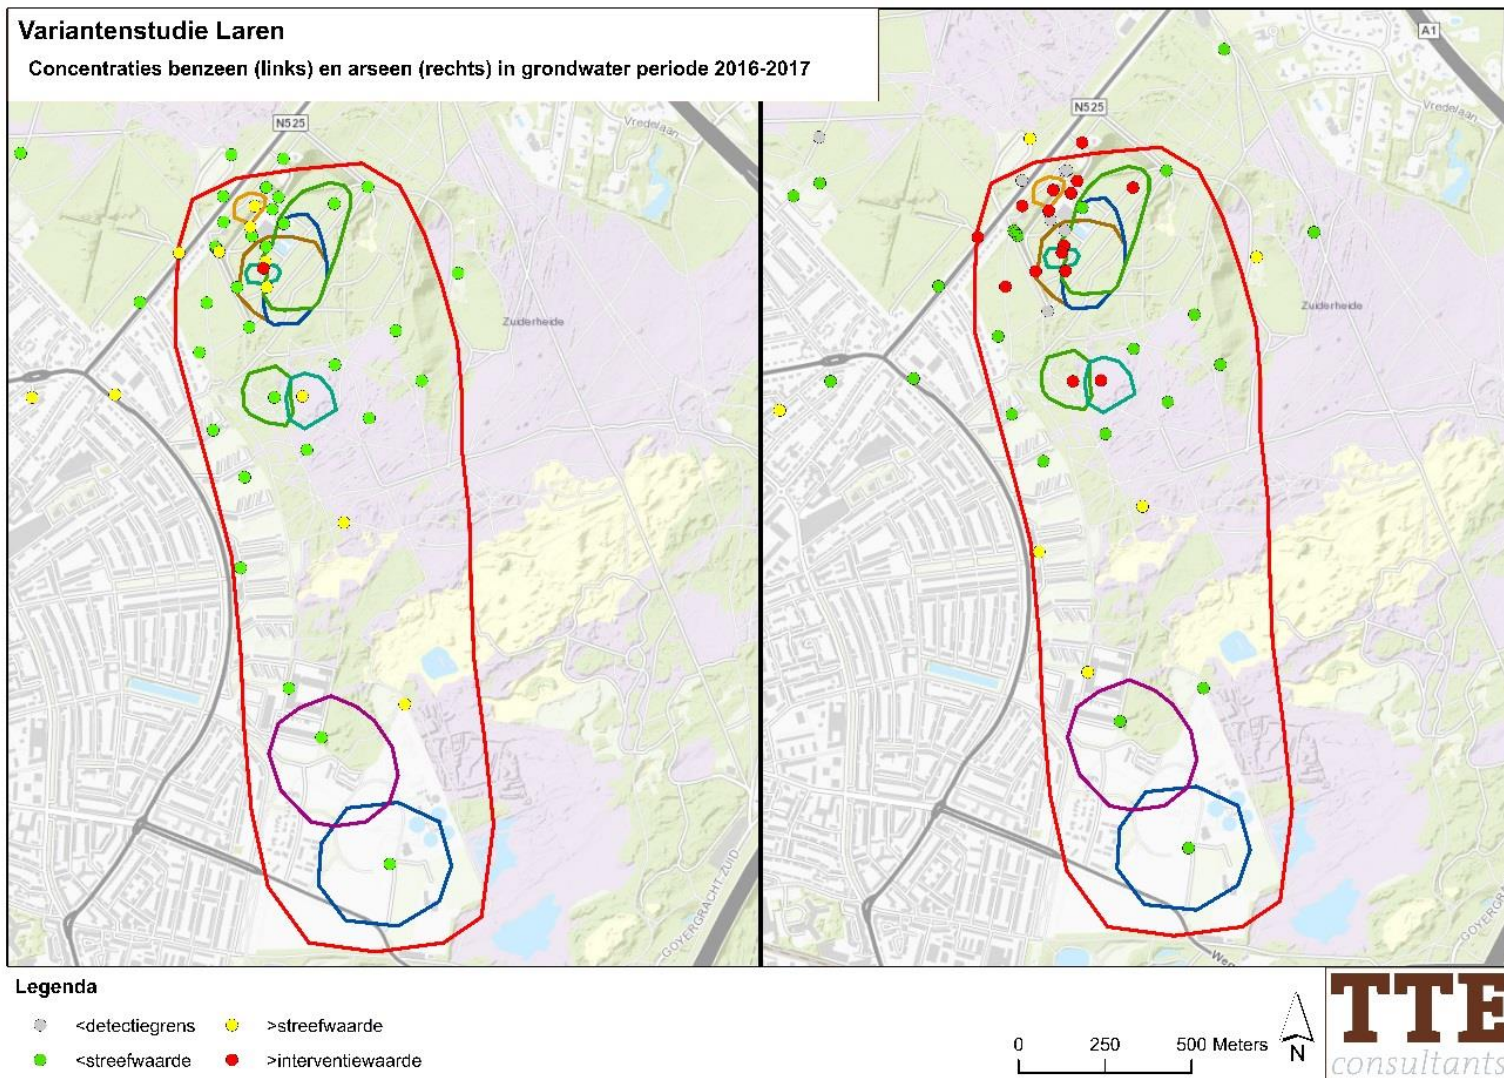 Variantenstudie Laren
Concentraties benzeen (links) en arseen (rechts) in grondwater periode 2016-2017
N525
Vredelaan
Zuiderheide
GOYERGRACHT-ZUID
A1
N525
Vredelaan
Zuiderheide
Legenda
<detectiegrens
>streefwaarde
<streefwaarde
>interventiewaarde
0 250 500 Meters
N
TTE
consultants